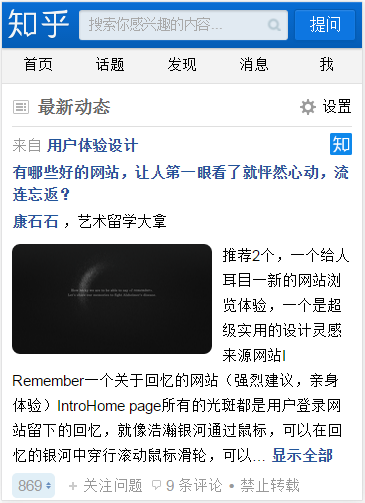 知乎 搜索你感兴趣的内容... 提问
首页 话题 发现 消息 我
最新动态 设置
来自 用户体验设计 知
有哪些好的网站，让人第一眼看了就怦然心动，流
连忘返？
康石石，艺术留学大拿
推荐2个，一个给人
耳目一新的网站浏
览体验，一个是超
级实用的设计灵感
来源网站I
Remember一个关于回忆的网站（强烈建议，亲身
体验）IntroHome page所有的光斑都是用户登录网
站留下的回忆，就像浩瀚银河通过鼠标，可以在回
忆的银河中穿行滚动鼠标滑轮，可以... 显示全部
869 + 关注问题 9 条评论 • 禁止转载